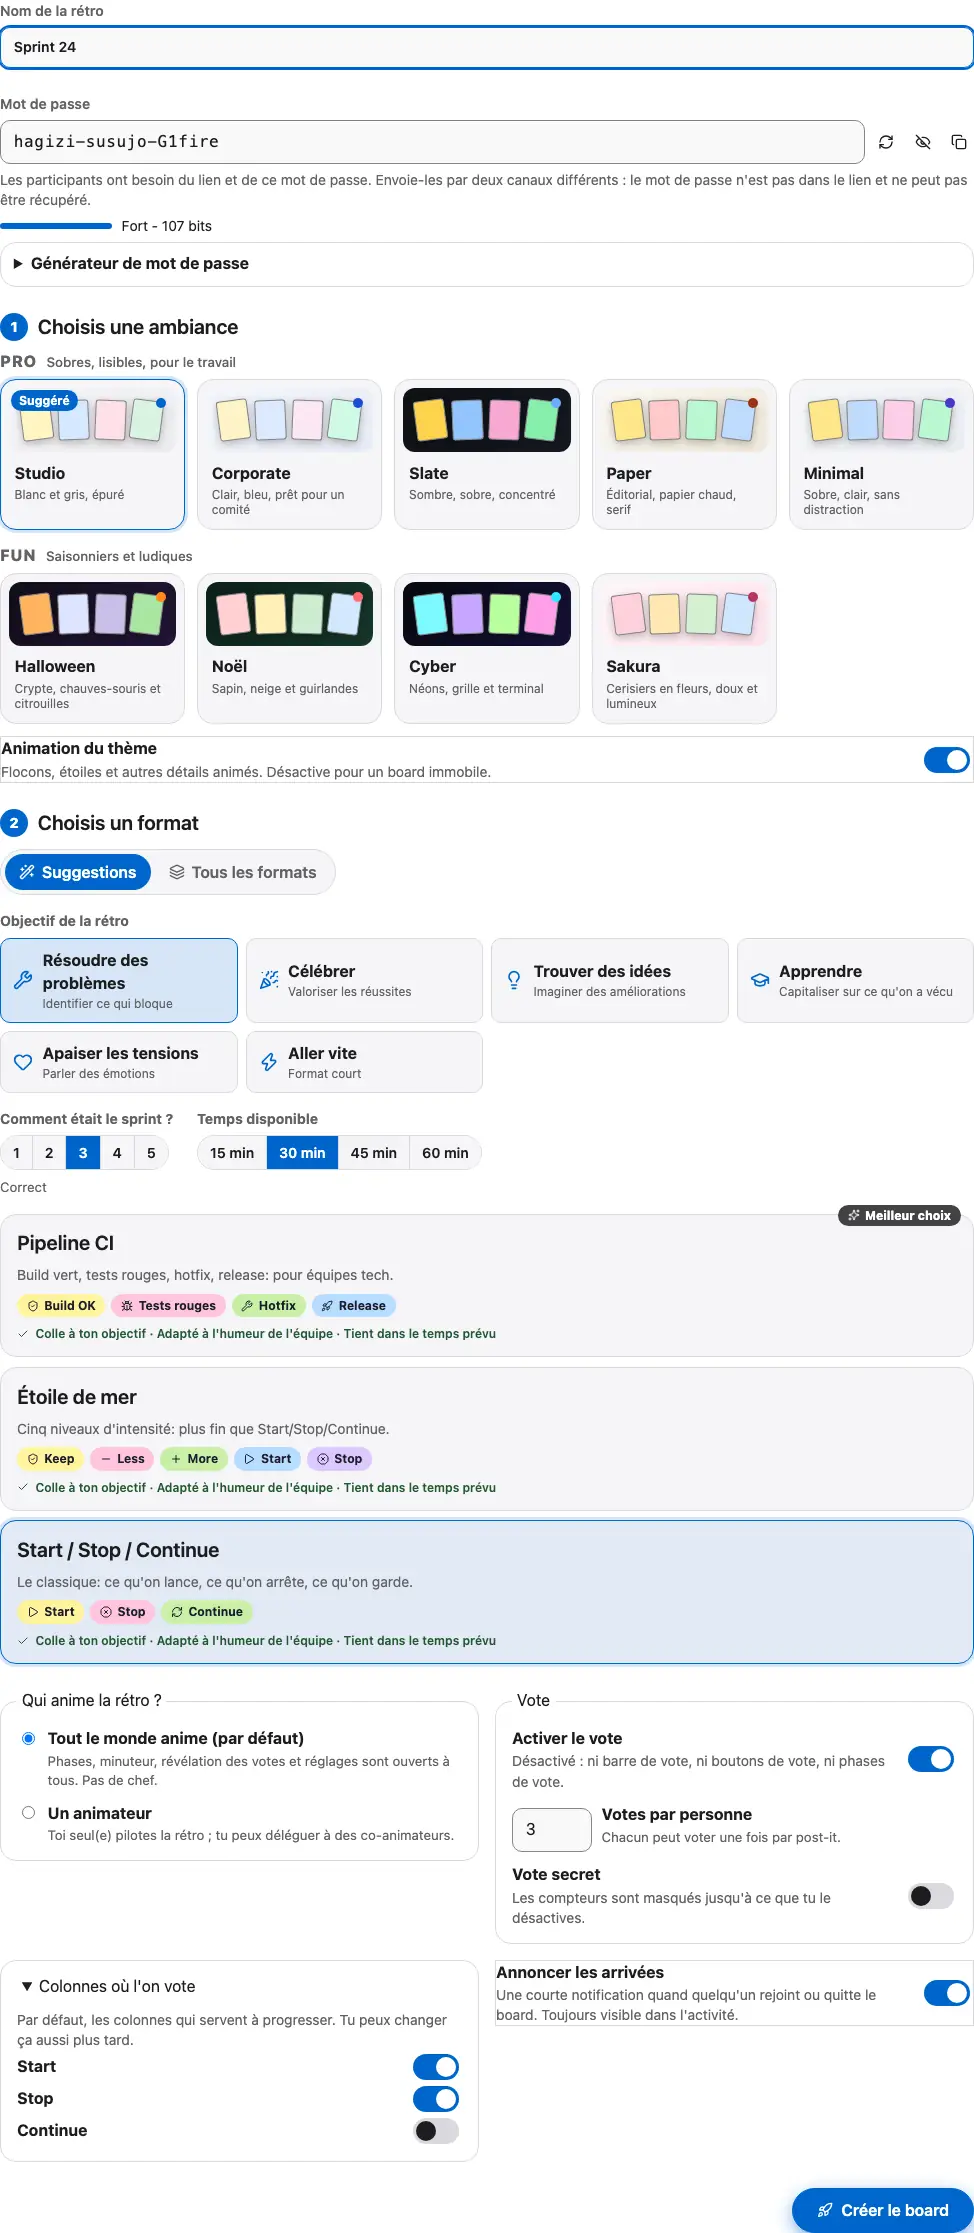 Nom de la rétro
Sprint 24
Mot de passe
hagizi-susujo-G1fire
Les participants ont besoin du lien et de ce mot de passe. Envoie-les par deux canaux différents : le mot de passe n'est pas dans le lien et ne peut pas
être récupéré.
Fort - 107 bits
Générateur de mot de passe
1 Choisis une ambiance
PRO Sobres, lisibles, pour le travail
Suggéré
Studio
Blanc et gris, épuré
Corporate
Clair, bleu, prêt pour un
comité
Slate
Sombre, sobre, concentré
Paper
Éditorial, papier chaud,
serif
Minimal
Sobre, clair, sans
distraction
FUN Saisonniers et ludiques
Halloween
Crypte, chauves-souris et
citrouilles
Noël
Sapin, neige et guirlandes
Cyber
Néons, grille et terminal
Sakura
Cerisiers en fleurs, doux et
lumineux
Animation du thème
Flocons, étoiles et autres détails animés. Désactive pour un board immobile.
2 Choisis un format
Suggestions Tous les formats
Objectif de la rétro
Résoudre des
problèmes
Identifier ce qui bloque
Célébrer
Valoriser les réussites
Trouver des idées
Imaginer des améliorations
Apprendre
Capitaliser sur ce qu'on a vécu
Apaiser les tensions
Parler des émotions
Aller vite
Format court
Comment était le sprint ?
1 2 3 4 5
Correct
Temps disponible
15 min 30 min 45 min 60 min
Meilleur choix
Pipeline CI
Build vert, tests rouges, hotfix, release: pour équipes tech.
Build OK Tests rouges Hotfix Release
Colle à ton objectif · Adapté à l'humeur de l'équipe · Tient dans le temps prévu
Étoile de mer
Cinq niveaux d'intensité: plus fin que Start/Stop/Continue.
Keep Less More Start Stop
Colle à ton objectif · Adapté à l'humeur de l'équipe · Tient dans le temps prévu
Start / Stop / Continue
Le classique: ce qu'on lance, ce qu'on arrête, ce qu'on garde.
Start Stop Continue
Colle à ton objectif · Adapté à l'humeur de l'équipe · Tient dans le temps prévu
Qui anime la rétro ?
Tout le monde anime (par défaut)
Phases, minuteur, révélation des votes et réglages sont ouverts à
tous. Pas de chef.
Un animateur
Toi seul(e) pilotes la rétro ; tu peux déléguer à des co-animateurs.
Vote
Activer le vote
Désactivé : ni barre de vote, ni boutons de vote, ni phases
de vote.
3
Votes par personne
Chacun peut voter une fois par post-it.
Vote secret
Les compteurs sont masqués jusqu'à ce que tu le
désactives.
Colonnes où l'on vote
Par défaut, les colonnes qui servent à progresser. Tu peux changer
ça aussi plus tard.
Start
Stop
Continue
Annoncer les arrivées
Une courte notification quand quelqu'un rejoint ou quitte le
board. Toujours visible dans l'activité.
Créer le board